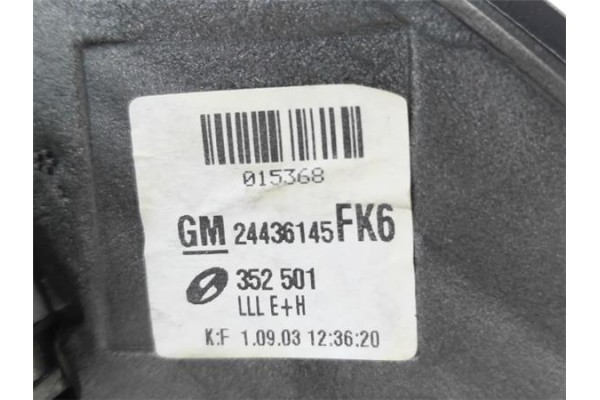 015368
GM 24436145 FK6
352 501
LLL E+H
K:F 1.09.03 12:36:20